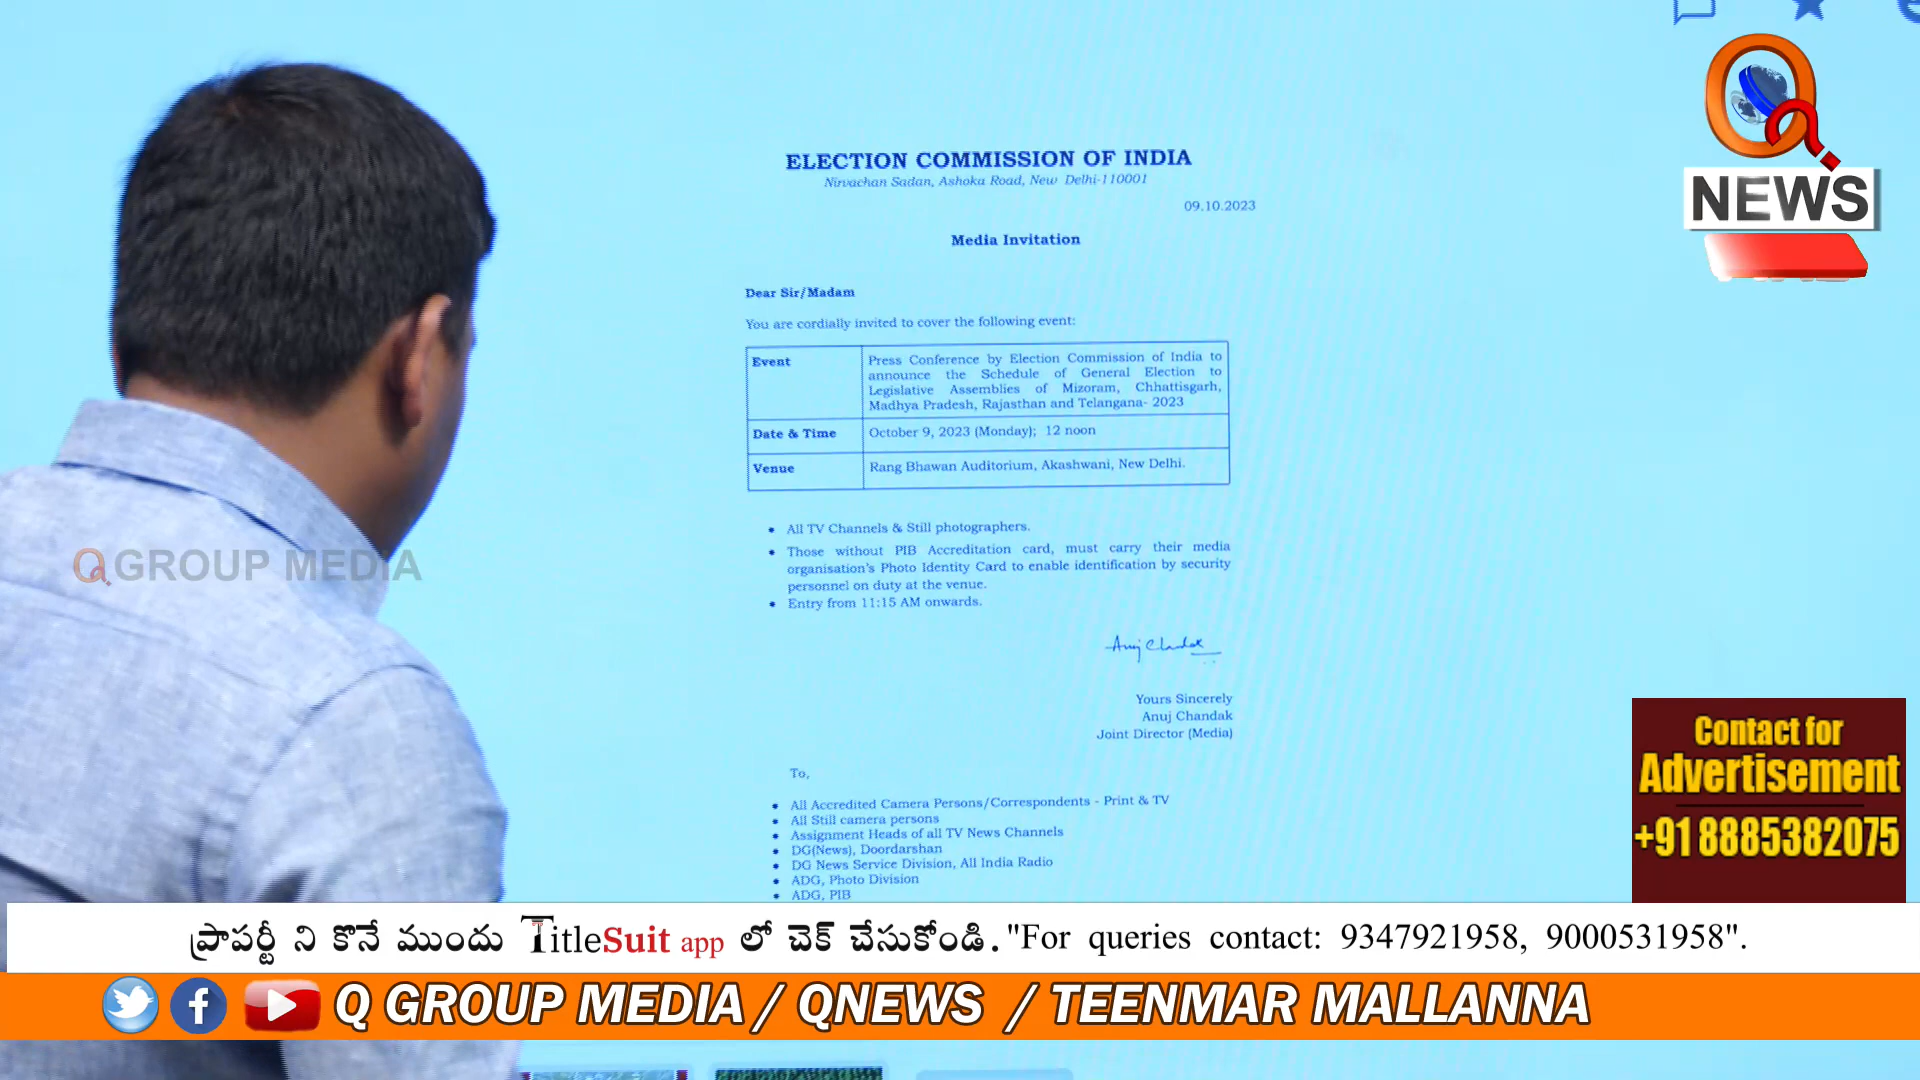 ELECTION COMMISSION OF INDIA
Nirvachan Sadan, Ashoka Road, New Delhi-110001
09.10.2023
Media Invitation
Dear Sir/Madam
You are cordially invited to cover the following event:
Event
Press Conference by Election Commission of India to
announce the Schedule of General Election to
Legislative Assemblies of Mizoram, Chhattisgarh,
Madhya Pradesh, Rajasthan and Telangana- 2023
Date & Time
October 9, 2023 (Monday); 12 noon
Venue
Rang Bhawan Auditorium, Akashwani, New Delhi.
• All TV Channels & Still photographers.
• Those without PIB Accreditation card, must carry their media
organisation's Photo Identity Card to enable identification by security
personnel on duty at the venue.
• Entry from 11:15 AM onwards.
Anuj Chandak
Yours Sincerely
Anuj Chandak
Joint Director (Media)
To,
• All Accredited Camera Persons/Correspondents - Print & TV
• All Still camera persons
• Assignment Heads of all TV News Channels
• DG(News), Doordarshan
• DG News Service Division, All India Radio
• ADG, Photo Division
• ADG, PIB
Q GROUP MEDIA
Q
NEWS
Contact for
Advertisement
+91 8885382075
ప్రాపర్టీ ని కొనే ముందు TitleSuit app లో చెక్ చేసుకోండి. "For queries contact: 9347921958, 9000531958".
Q GROUP MEDIA / QNEWS / TEENMAR MALLANNA